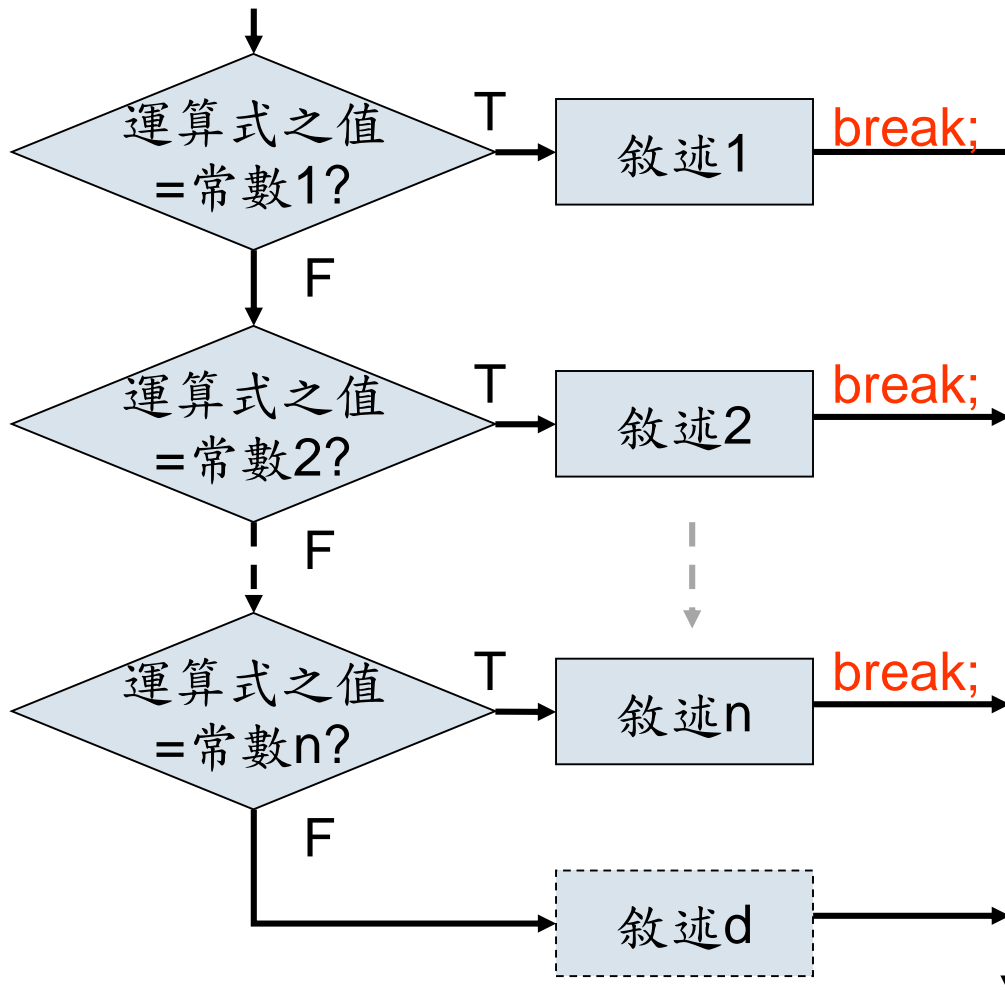 運算式之值
=常數1?
T
敘述1
break;
F
運算式之值
=常數2?
T
敘述2
break;
F
運算式之值
=常數n?
T
敘述n
break;
F
敘述d